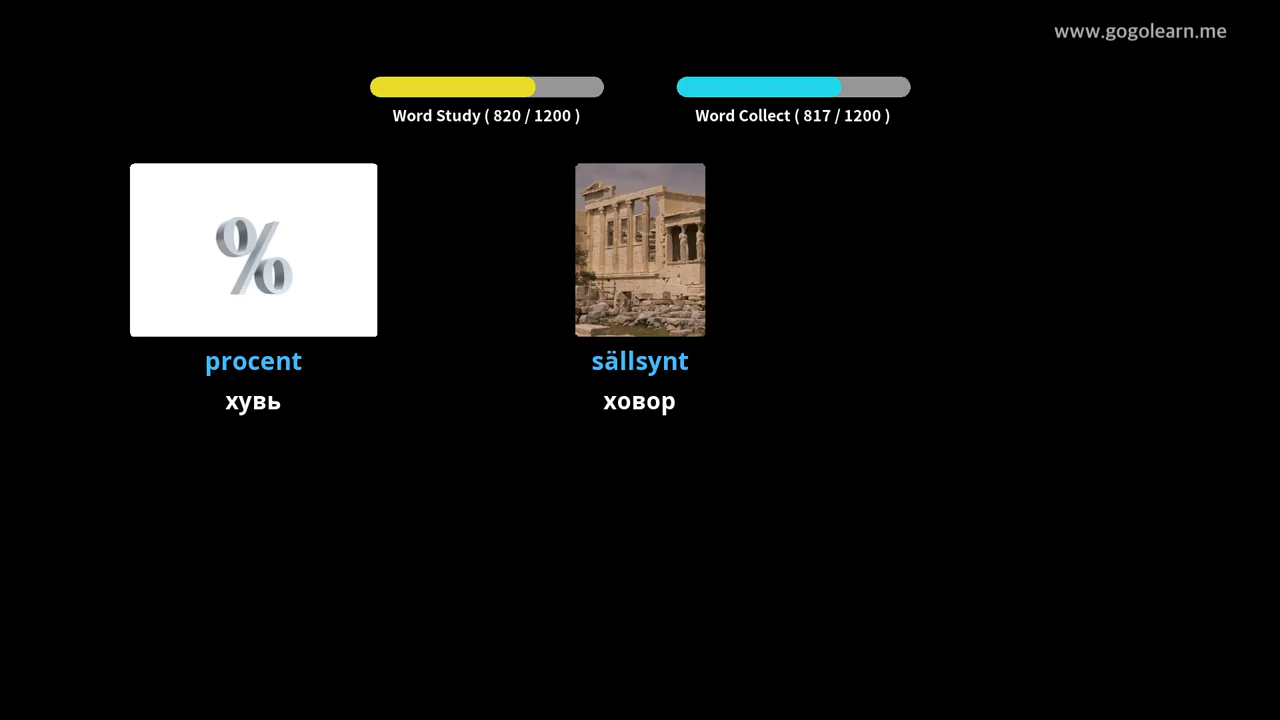 www.gogolearn.me
Word Study ( 820 / 1200 )
Word Collect ( 817 / 1200 )
%
procent
sällsynt
хувь
ховор